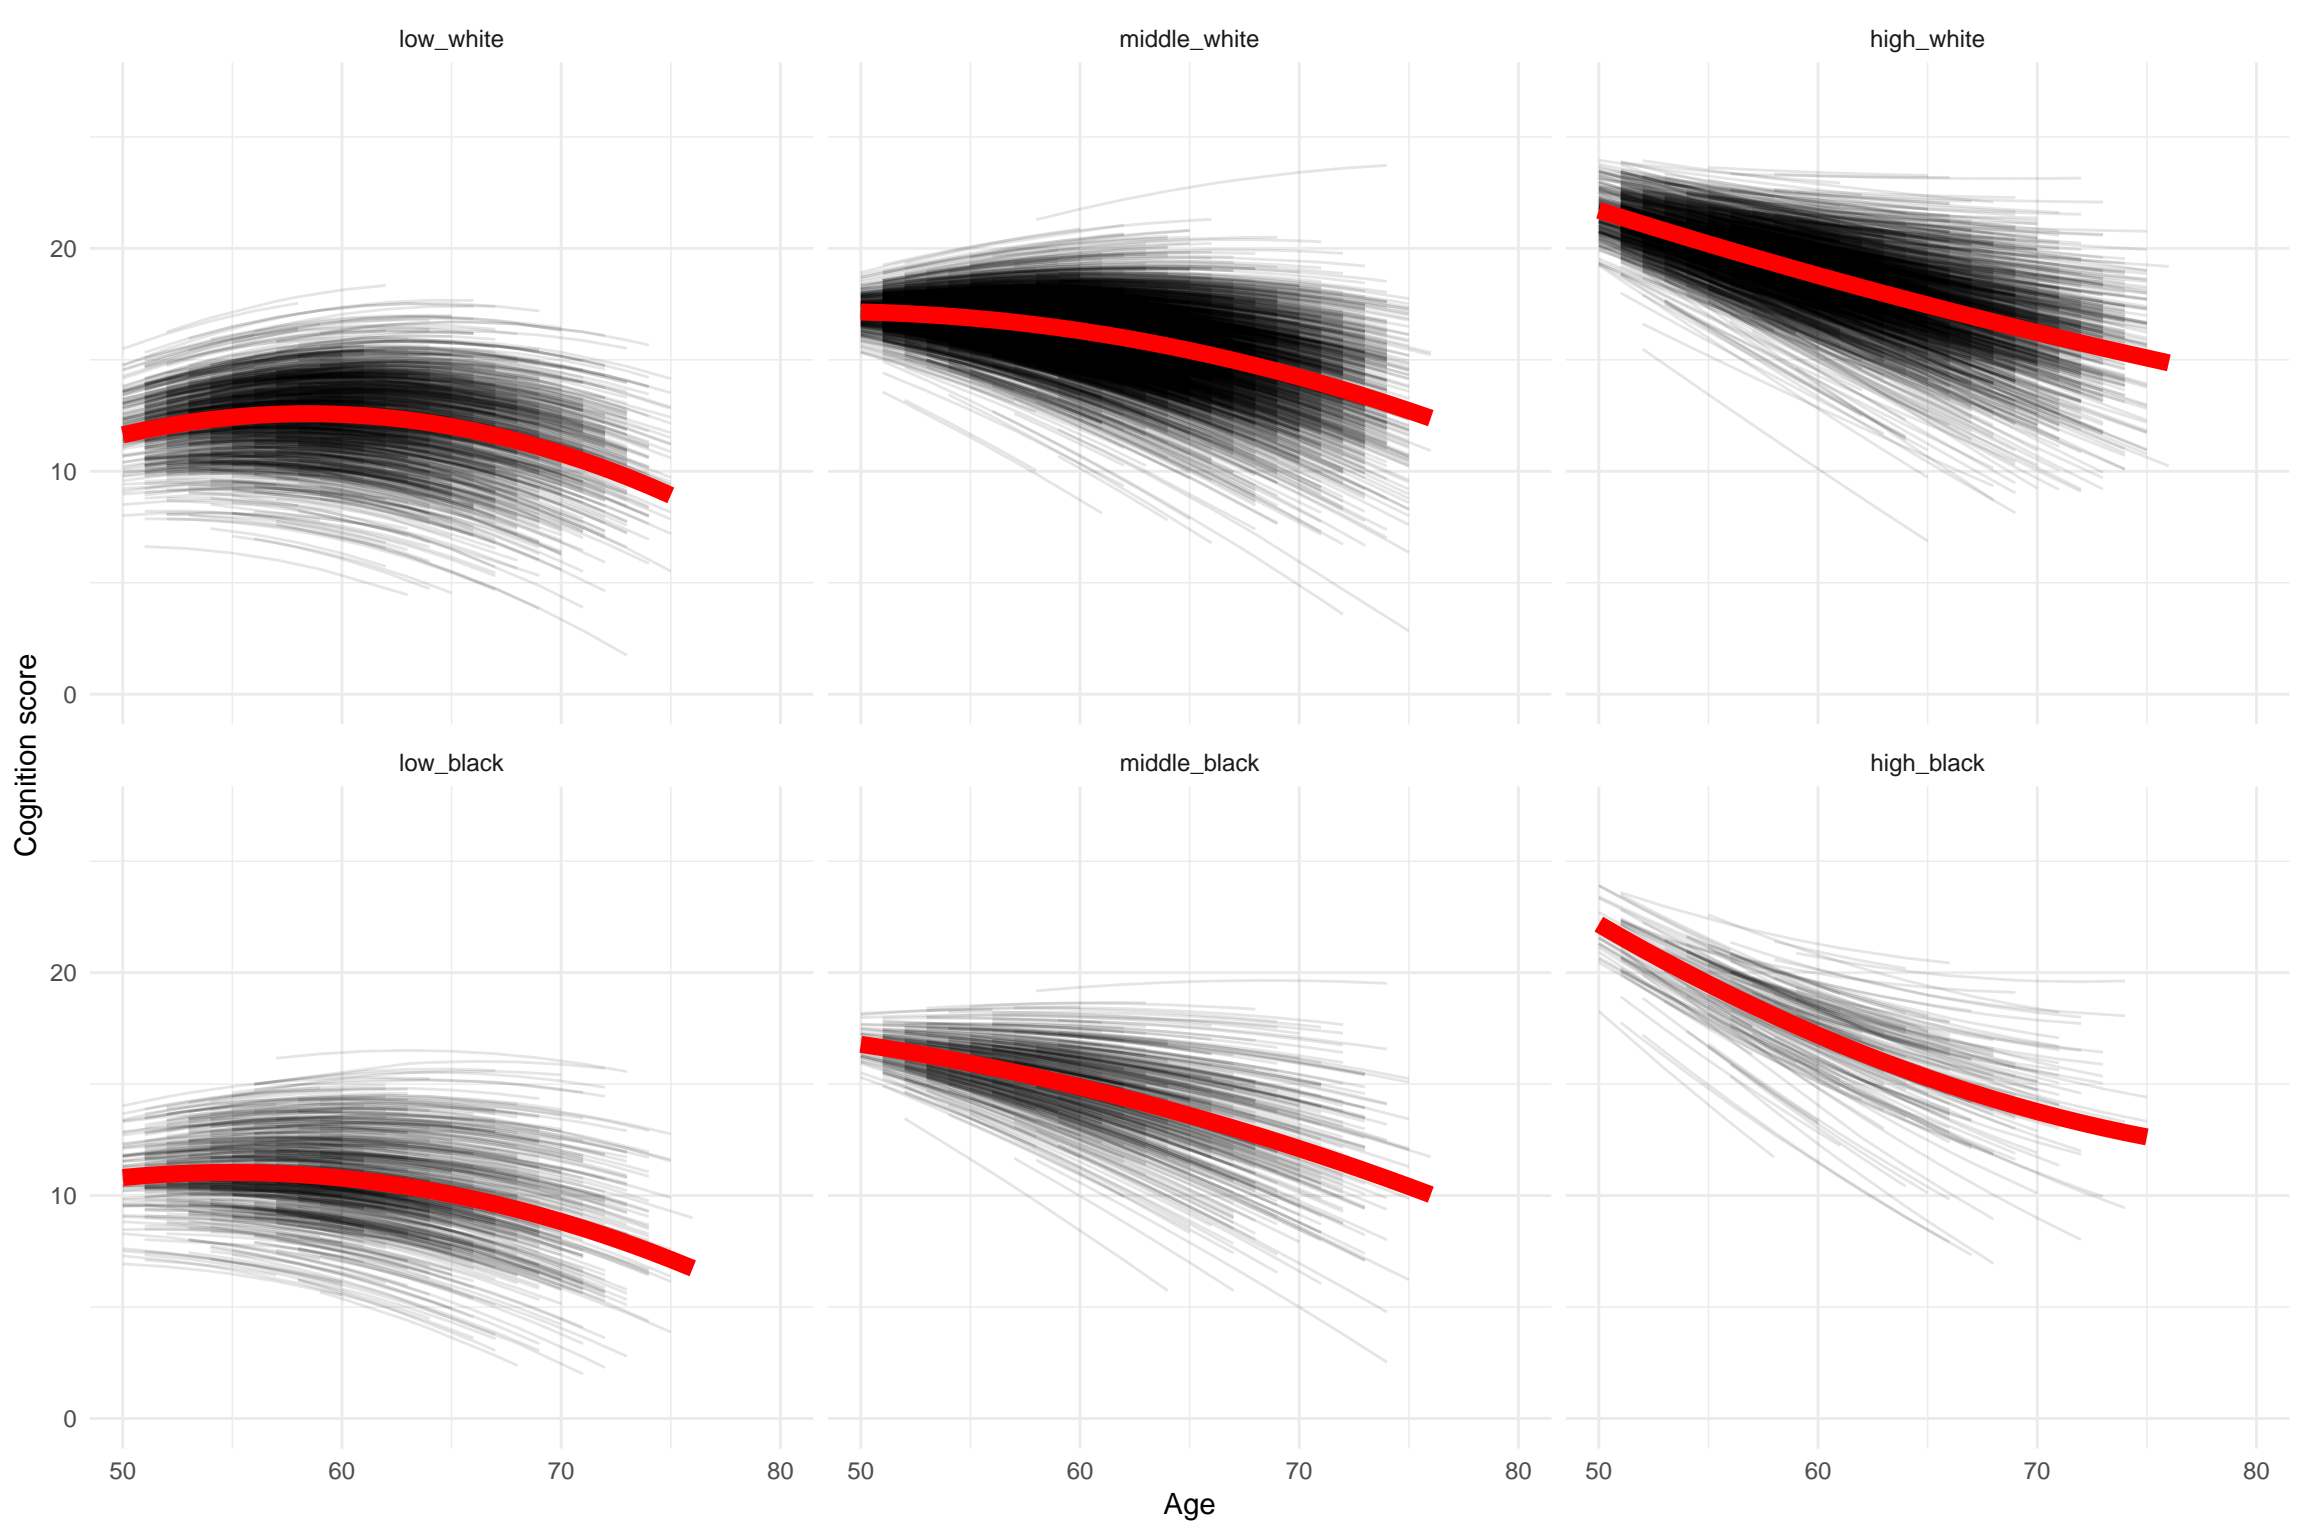 low_white middle_white high_white
20
10
0
low_black middle_black high_black
20
10
0
50 60 70 80 50 60 70 80 50 60 70 80
Age
Cognition score